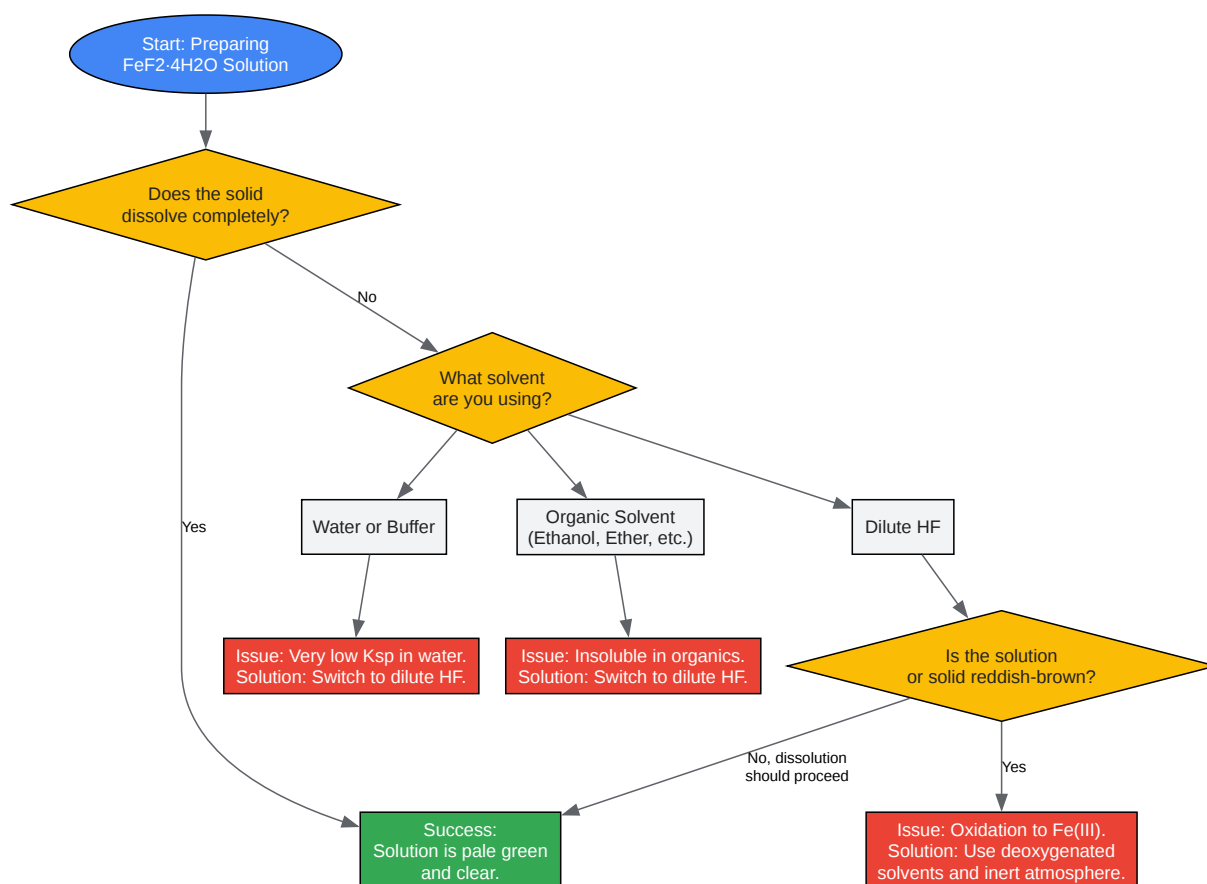 Start: Preparing
FeF2·4H2O Solution
Does the solid
dissolve completely?
No
What solvent
are you using?
Yes
Water or Buffer
Organic Solvent
(Ethanol, Ether, etc.)
Dilute HF
Issue: Very low Ksp in water.
Solution: Switch to dilute HF.
Issue: Insoluble in organics.
Solution: Switch to dilute HF.
Is the solution
or solid reddish-brown?
No, dissolution
should proceed
Yes
Success:
Solution is pale green
and clear.
Issue: Oxidation to Fe(III).
Solution: Use deoxygenated
solvents and inert atmosphere.